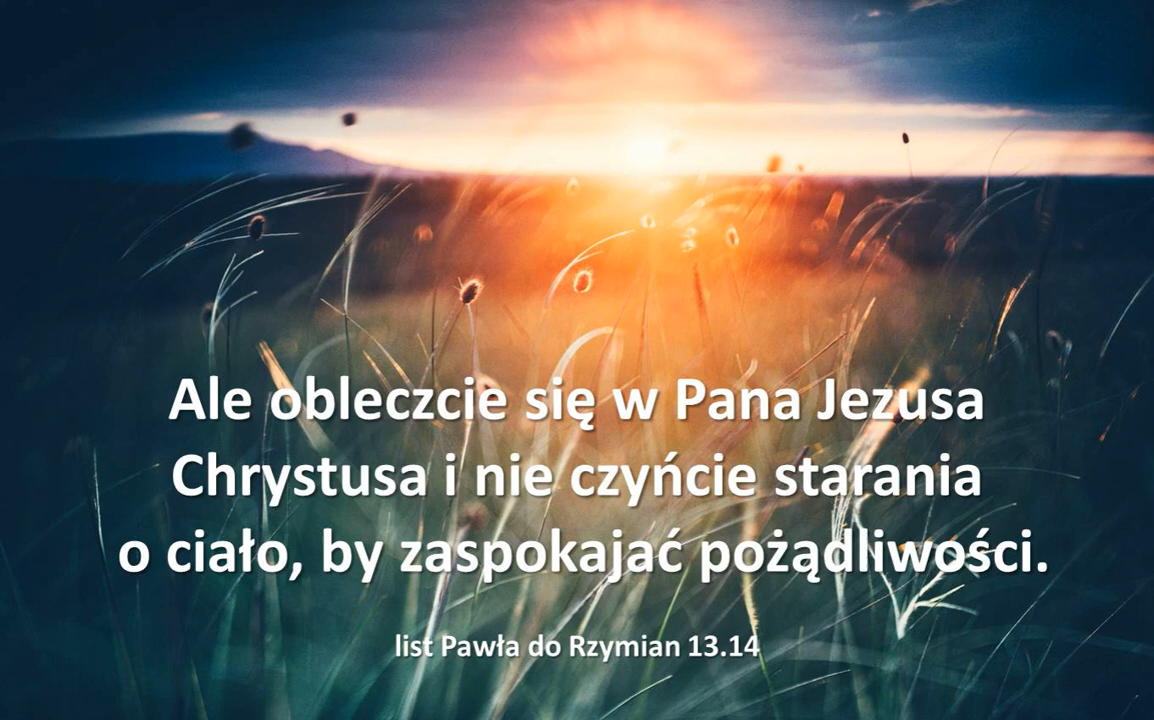 Ale obleczcie się w Pana Jezusa
Chrystusa i nie czyńcie starania
o ciało, by zaspokajać pożądliwości.
list Pawła do Rzymian 13.14